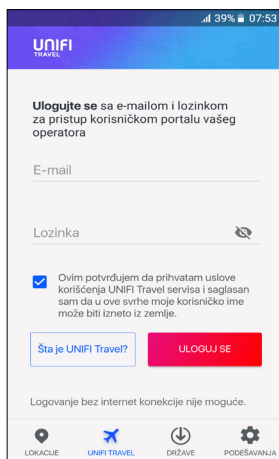 39% 07:53
UNIFI
TRAVEL
Ulogujte se sa e-mailom i lozinkom
za pristup korisničkom portalu vašeg
operatora
E-mail
Lozinka
Ovim potvrđujem da prihvatam uslove
korišćenja UNIFI Travel servisa i saglasan
sam da u ove svrhe moje korisničko ime
može biti izneto iz zemlje.
Šta je UNIFI Travel? ULOGUJ SE
Logovanje bez internet konekcije nije moguće.
LOKACIJE UNIFI TRAVEL DRŽAVE PODEŠAVANJA